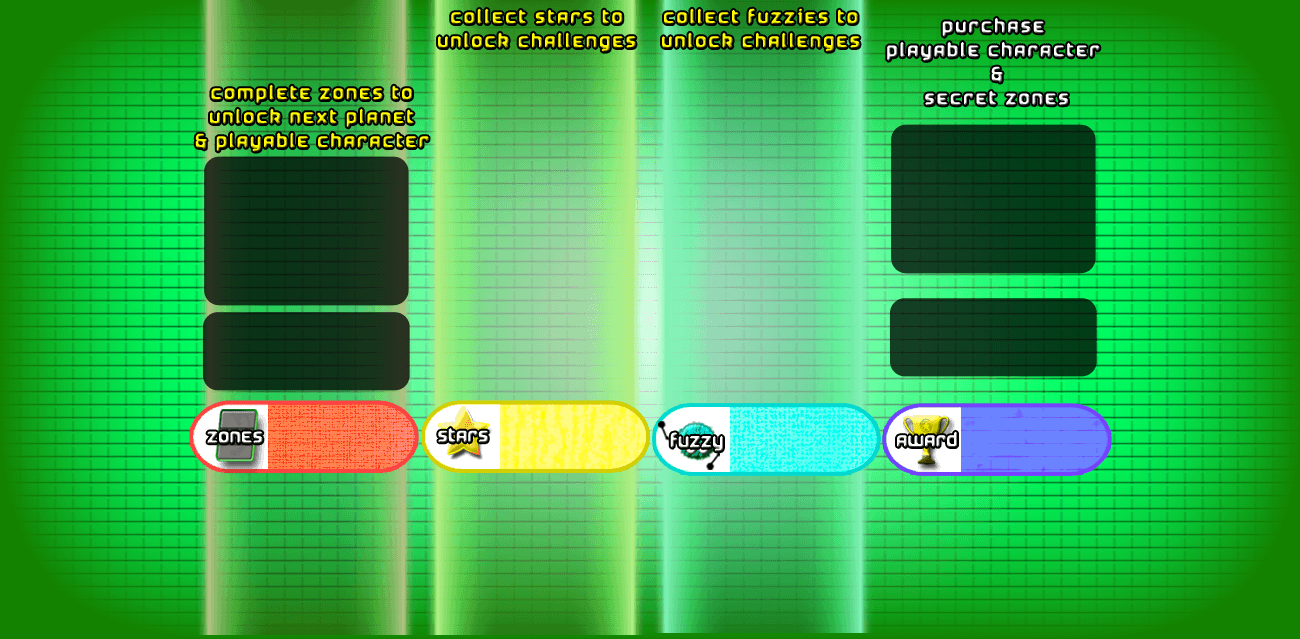 complete zones to
unlock next planet
& playable character
collect stars to
unlock challenges
collect fuzzies to
unlock challenges
purchase
playable character
&
secret zones
zones
stars
fuzzy
Award